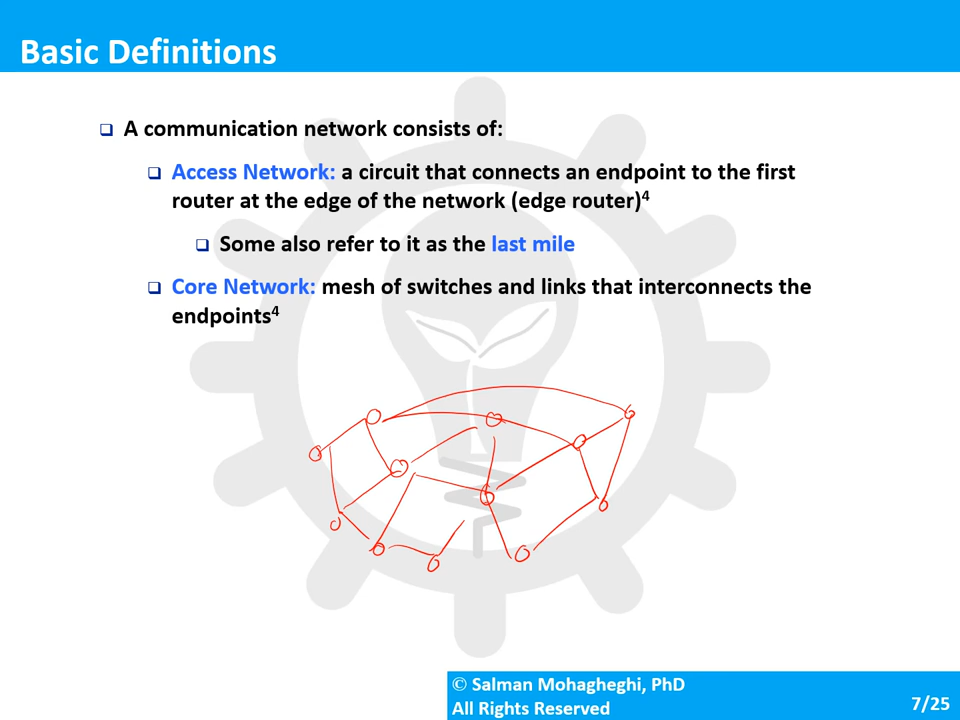 Basic Definitions
❑ A communication network consists of:
❑ Access Network: a circuit that connects an endpoint to the first
router at the edge of the network (edge router)⁴
❑ Some also refer to it as the last mile
❑ Core Network: mesh of switches and links that interconnects the
endpoints⁴
© Salman Mohagheghi, PhD
All Rights Reserved
7/25